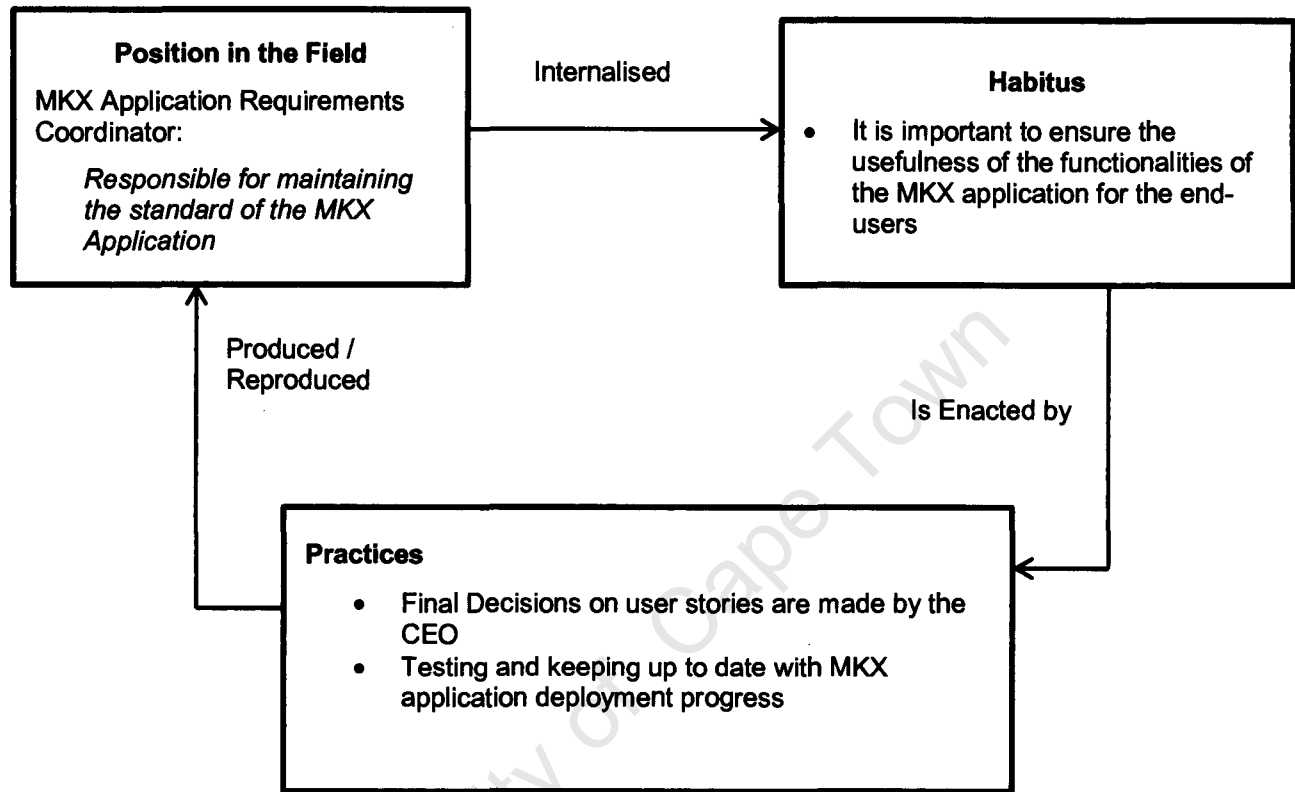 Position in the Field
MKX Application Requirements
Coordinator:
Responsible for maintaining
the standard of the MKX
Application
Internalised
Habitus
• It is important to ensure the
usefulness of the functionalities of
the MKX application for the end-
users
Produced /
Reproduced
Is Enacted by
Practices
• Final Decisions on user stories are made by the
CEO
• Testing and keeping up to date with MKX
application deployment progress
ity of Cape Town